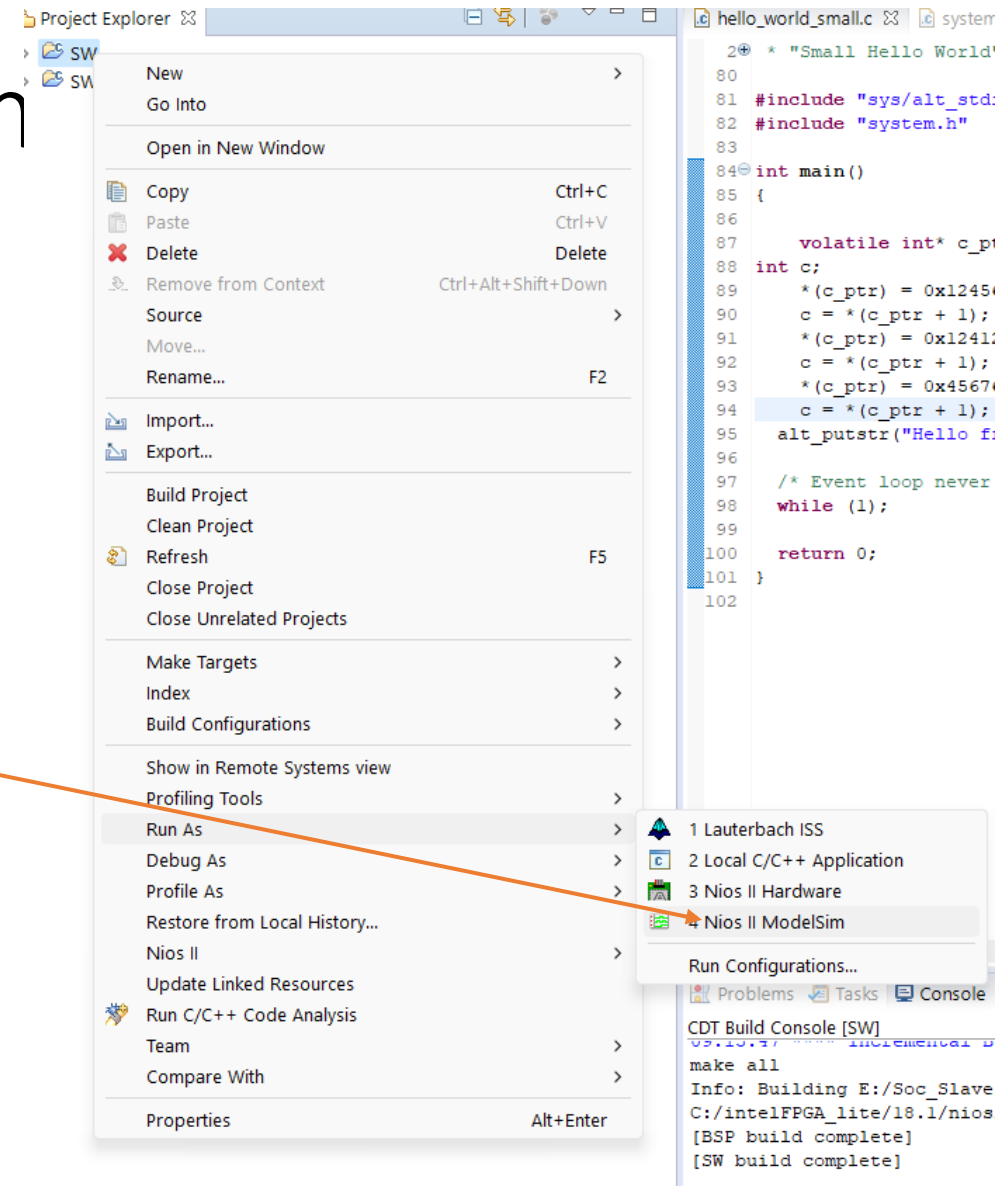 Project Explorer
hello_world_small.c system
SW
SW
n
New
Go Into
Open in New Window
Copy Ctrl+C
Paste Ctrl+V
Delete Delete
Remove from Context Ctrl+Alt+Shift+Down
Source
Move...
Rename... F2
Import...
Export...
Build Project
Clean Project
Refresh F5
Close Project
Close Unrelated Projects
Make Targets
Index
Build Configurations
Show in Remote Systems view
Profiling Tools
Run As
Debug As
Profile As
Restore from Local History...
Nios II
Update Linked Resources
Run C/C++ Code Analysis
Team
Compare With
Properties Alt+Enter
1 Lauterbach ISS
2 Local C/C++ Application
3 Nios II Hardware
4 Nios II ModelSim
Run Configurations...
2 * "Small Hello World"
80
81 #include "sys/alt_stdi
82 #include "system.h"
83
84 int main()
85 {
86
87 volatile int* c_pt
88 int c;
89 *(c_ptr) = 0x12456
90 c = *(c_ptr + 1);
91 *(c_ptr) = 0x12412
92 c = *(c_ptr + 1);
93 *(c_ptr) = 0x45676
94 c = *(c_ptr + 1);
95 alt_putstr("Hello f
96
97 /* Event loop never
98 while (1);
99
100 return 0;
101 }
102
Problems Tasks Console
CDT Build Console [SW]
make all
Info: Building E:/Soc_Slave
C:/intelFPGA_lite/18.1/nios
[BSP build complete]
[SW build complete]